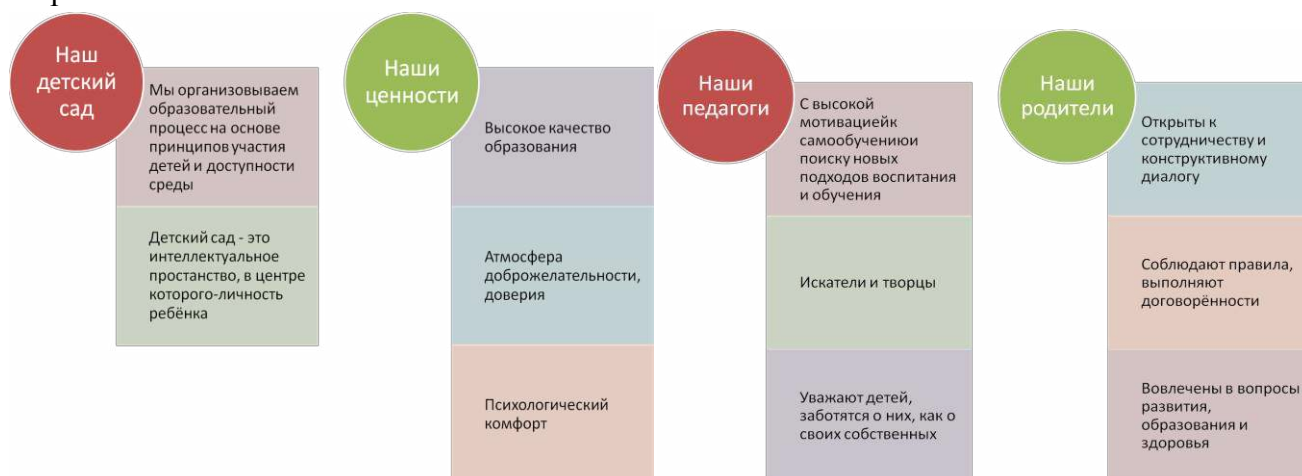 Наш
детский
сад
Мы организовываем
образовательный
процесс на основе
принципов участия
детей и доступности
среды
Детский сад - это
интеллектуальное
простанство, в центре
которого-личность
ребёнка
Наши
ценности
Высокое качество
образования
Атмосфера
доброжелательности,
доверия
Психологический
комфорт
Наши
педагоги
С высокой
мотивациейк
самообучениюи
поиску новых
подходов воспитания
и обучения
Искатели и творцы
Уважают детей,
заботятся о них, как о
своих собственных
Наши
родители
Открыты к
сотрудничеству и
конструктивному
диалогу
Соблюдают правила,
выполняют
договорённости
Вовлечены в вопросы
развития,
образования и
здоровья